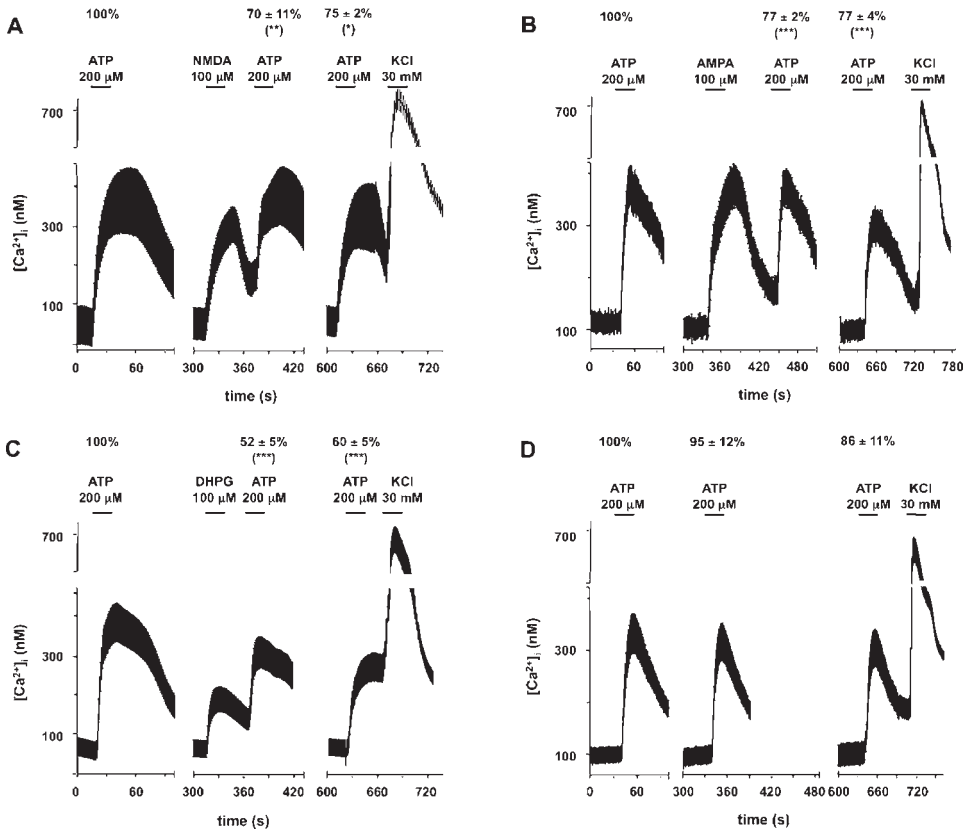 A
100%
70 ± 11%
75 ± 2%
(**)
(*)
ATP
NMDA
ATP
ATP
KCl
200 µM
100 µM
200 µM
200 µM
30 mM
700
300
100
[Ca²⁺]ᵢ (nM)
0
60
300
360
420
600
660
720
time (s)
B
100%
77 ± 2%
77 ± 4%
(***)
(***)
ATP
AMPA
ATP
ATP
KCl
200 µM
100 µM
200 µM
200 µM
30 mM
700
300
100
[Ca²⁺]ᵢ (nM)
0
60
300
360
420
480
600
660
720
780
time (s)
C
100%
52 ± 5%
60 ± 5%
(***)
(***)
ATP
DHPG
ATP
ATP
KCl
200 µM
100 µM
200 µM
200 µM
30 mM
700
300
100
[Ca²⁺]ᵢ (nM)
0
60
300
360
420
600
660
720
time (s)
D
100%
95 ± 12%
86 ± 11%
ATP
ATP
ATP
KCl
200 µM
200 µM
200 µM
30 mM
700
300
100
[Ca²⁺]ᵢ (nM)
0
60
300
360
420
480
600
660
720
time (s)